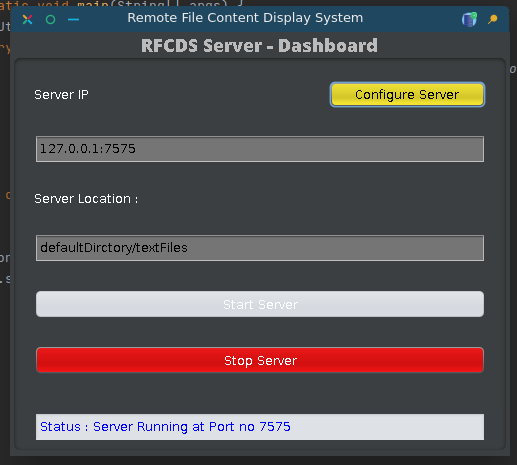 Remote File Content Display System
RFCDS Server - Dashboard
Server IP
Configure Server
127.0.0.1:7575
Server Location :
defaultDirctory/textFiles
Start Server
Stop Server
Status : Server Running at Port no 7575